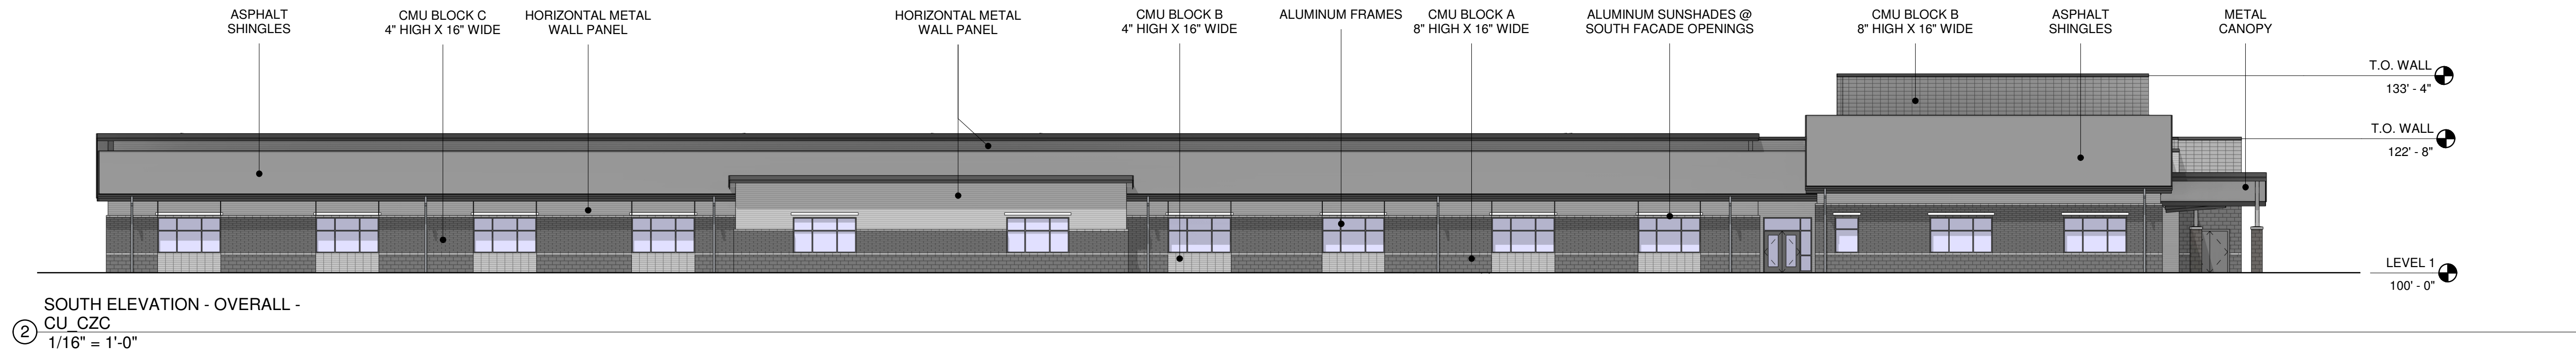 ASPHALT
SHINGLES
CMU BLOCK C
4" HIGH X 16" WIDE
HORIZONTAL METAL
WALL PANEL
HORIZONTAL METAL
WALL PANEL
CMU BLOCK B
4" HIGH X 16" WIDE
ALUMINUM FRAMES
CMU BLOCK A
8" HIGH X 16" WIDE
ALUMINUM SUNSHADES @
SOUTH FACADE OPENINGS
CMU BLOCK B
8" HIGH X 16" WIDE
ASPHALT
SHINGLES
METAL
CANOPY
T.O. WALL
133' - 4"
T.O. WALL
122' - 8"
LEVEL 1
100' - 0"
SOUTH ELEVATION - OVERALL -
CU_CZC
2
1/16" = 1'-0"